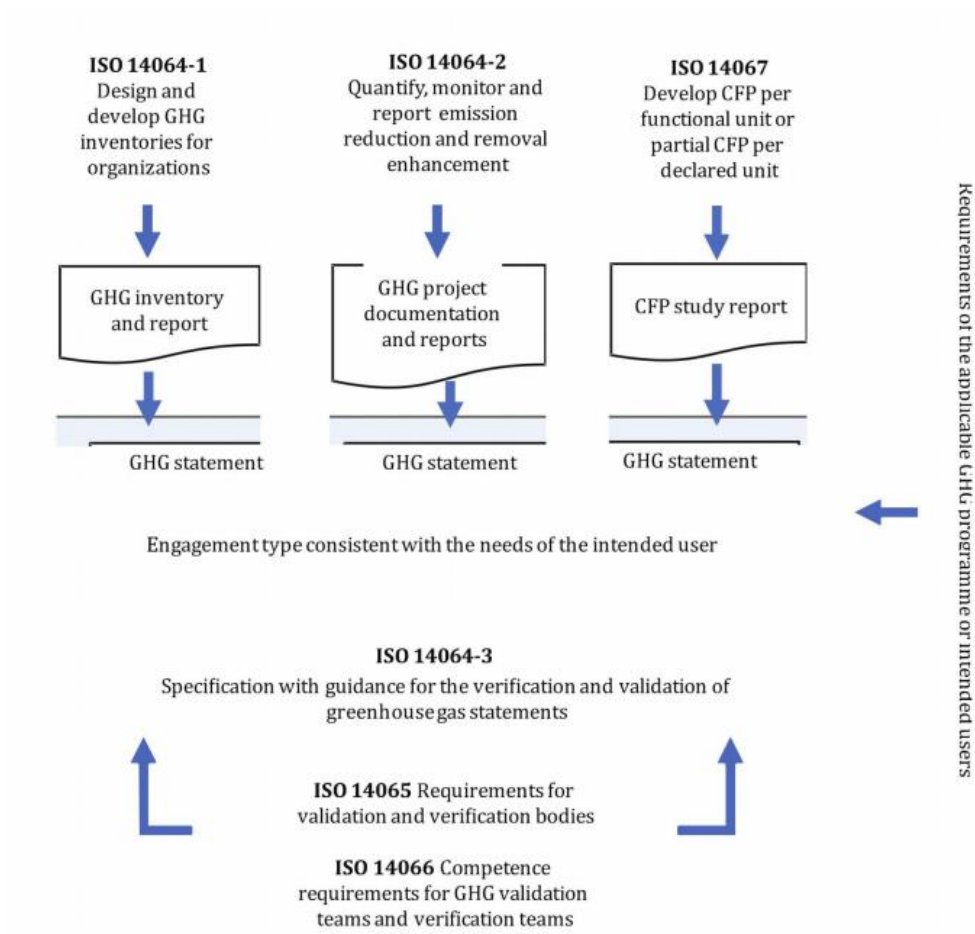 ISO 14064-1
Design and
develop GHG
inventories for
organizations
ISO 14064-2
Quantify, monitor and
report emission
reduction and removal
enhancement
ISO 14067
Develop CFP per
functional unit or
partial CFP per
declared unit
GHG inventory
and report
GHG project
documentation
and reports
CFP study report
GHG statement
GHG statement
GHG statement
Engagement type consistent with the needs of the intended user
Requirements of the applicable GHG programme or intended users
ISO 14064-3
Specification with guidance for the verification and validation of
greenhouse gas statements
ISO 14065 Requirements for
validation and verification bodies
ISO 14066 Competence
requirements for GHG validation
teams and verification teams